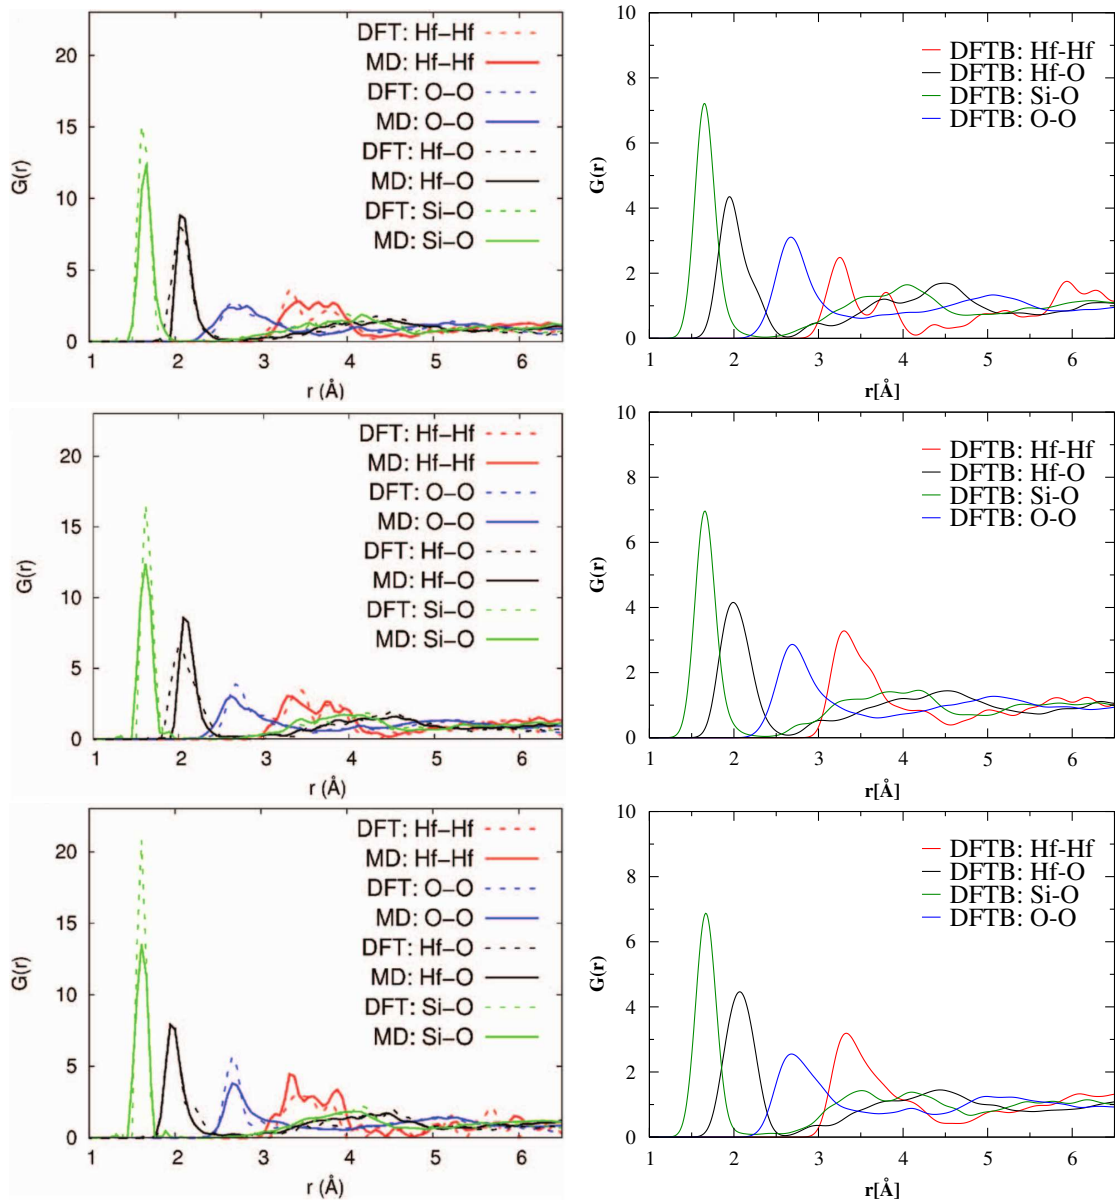 DFT: Hf–Hf
MD: Hf–Hf
DFT: O–O
MD: O–O
DFT: Hf–O
MD: Hf–O
DFT: Si–O
MD: Si–O
20
15
10
5
0
G(r)
1 2 3 4 5 6
r (Å)
DFTB: Hf-Hf
DFTB: Hf-O
DFTB: Si-O
DFTB: O-O
10
8
6
4
2
0
G(r)
1 2 3 4 5 6
r[Å]
DFT: Hf–Hf
MD: Hf–Hf
DFT: O–O
MD: O–O
DFT: Hf–O
MD: Hf–O
DFT: Si–O
MD: Si–O
20
15
10
5
0
G(r)
1 2 3 4 5 6
r (Å)
DFTB: Hf-Hf
DFTB: Hf-O
DFTB: Si-O
DFTB: O-O
10
8
6
4
2
0
G(r)
1 2 3 4 5 6
r[Å]
DFT: Hf–Hf
MD: Hf–Hf
DFT: O–O
MD: O–O
DFT: Hf–O
MD: Hf–O
DFT: Si–O
MD: Si–O
20
15
10
5
0
G(r)
1 2 3 4 5 6
r (Å)
DFTB: Hf-Hf
DFTB: Hf-O
DFTB: Si-O
DFTB: O-O
10
8
6
4
2
0
G(r)
1 2 3 4 5 6
r[Å]